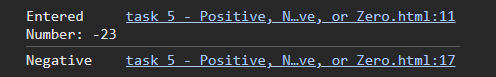 Entered task 5 - Positive, N…ve, or Zero.html:11
Number: -23
Negative task 5 - Positive, N…ve, or Zero.html:17